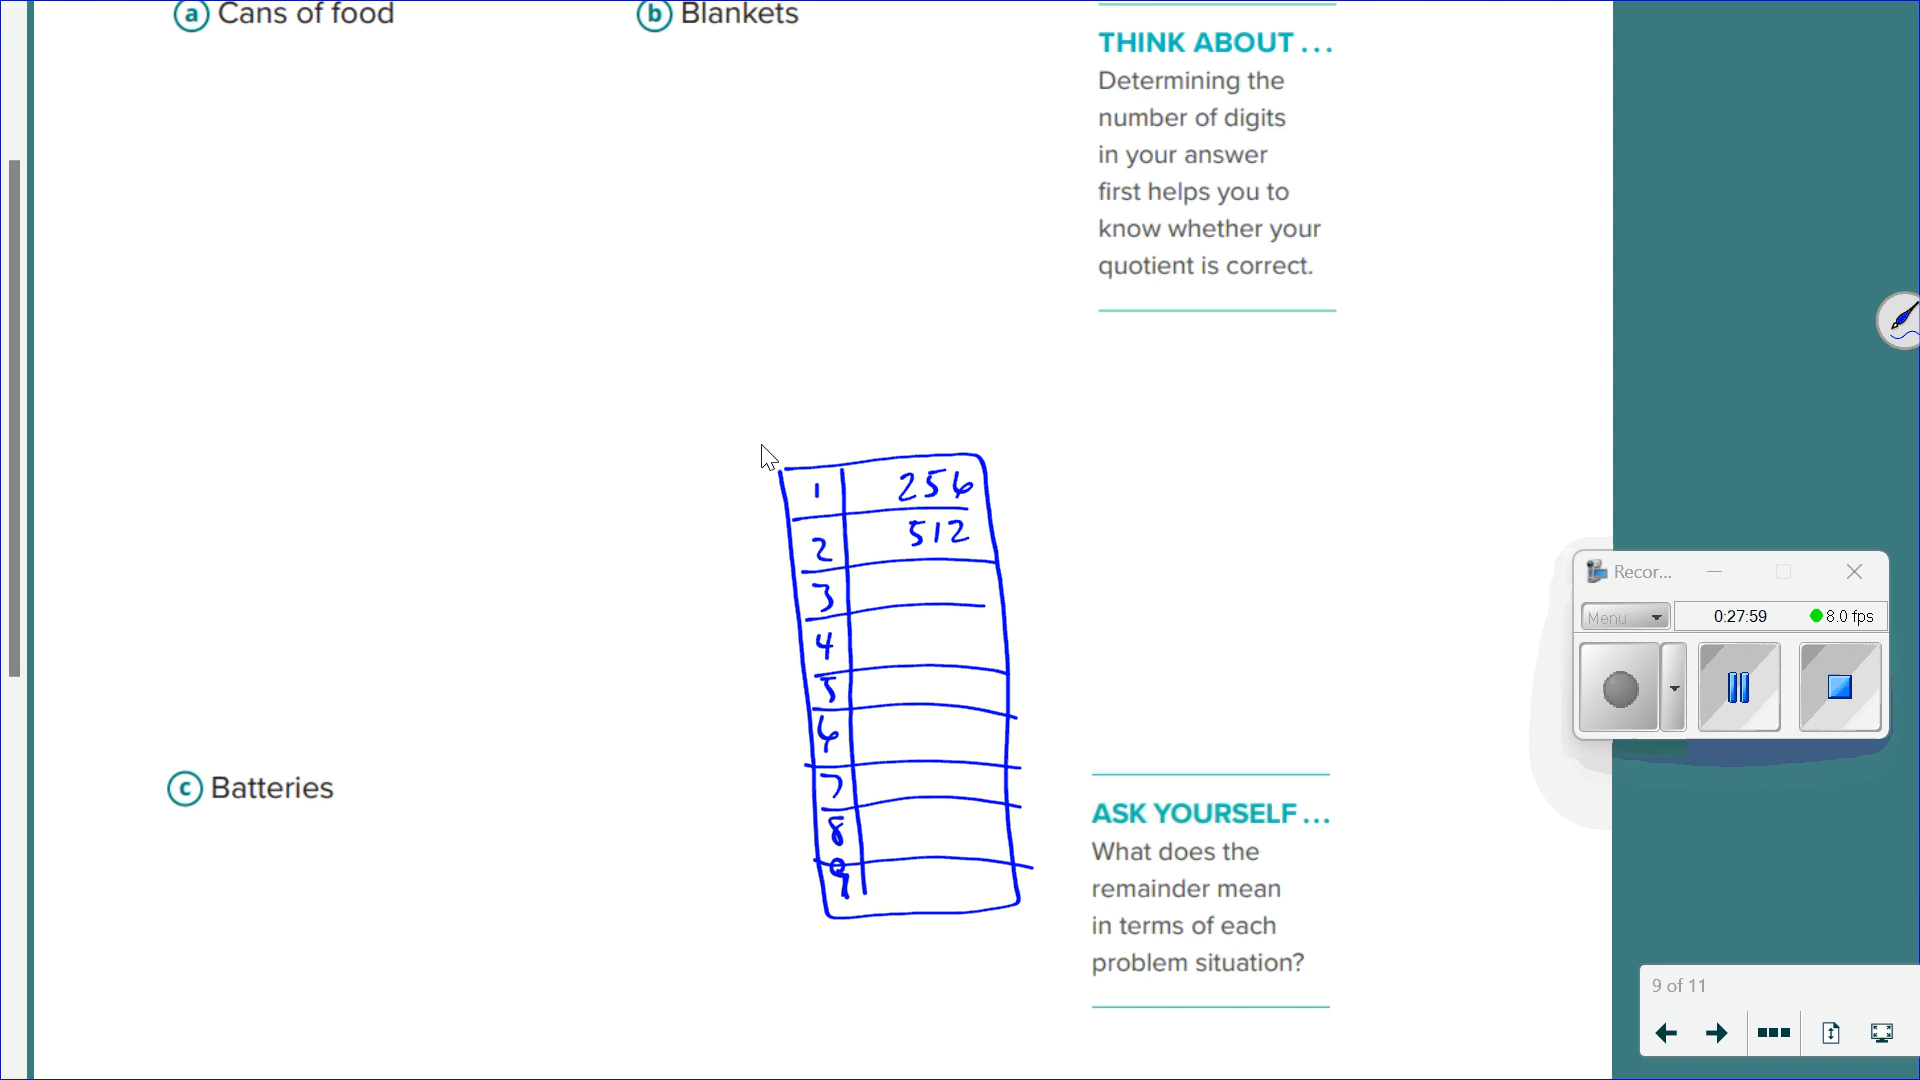 a Cans of food
b Blankets
THINK ABOUT ...
Determining the
number of digits
in your answer
first helps you to
know whether your
quotient is correct.
1 256
2 512
3
4
5
6
7
8
9
c Batteries
ASK YOURSELF ...
What does the
remainder mean
in terms of each
problem situation?
Recor...
Menu 0:27:59 8.0 fps
9 of 11